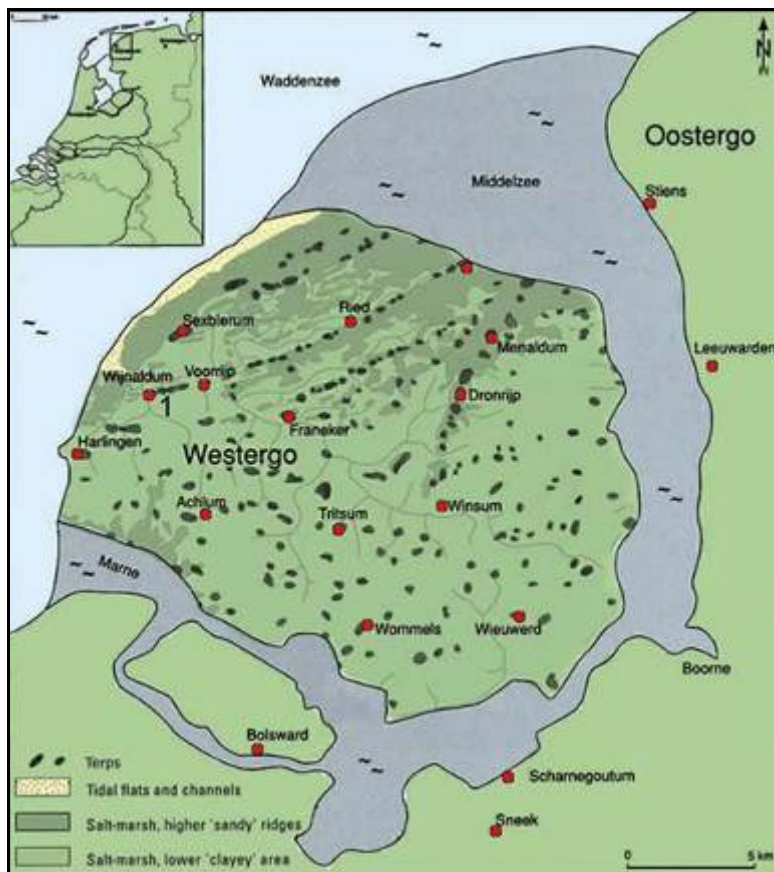 N
Waddenzee
Oostergo
Middelzee
Stiens
Ried
Sexbierum
Menaldum
Leeuwarden
Voorrijp
Wijnaldum
1
Dronrijp
Franeker
Harlingen
Westergo
Achlum
Winsum
Tritsum
Marne
Wommels
Wieuwerd
Boorne
Bolsward
Terps
Scharnegoutum
Tidal flats and channels
Salt-marsh, higher 'sandy' ridges
Sneek
Salt-marsh, lower 'clayey' area
0 5 km